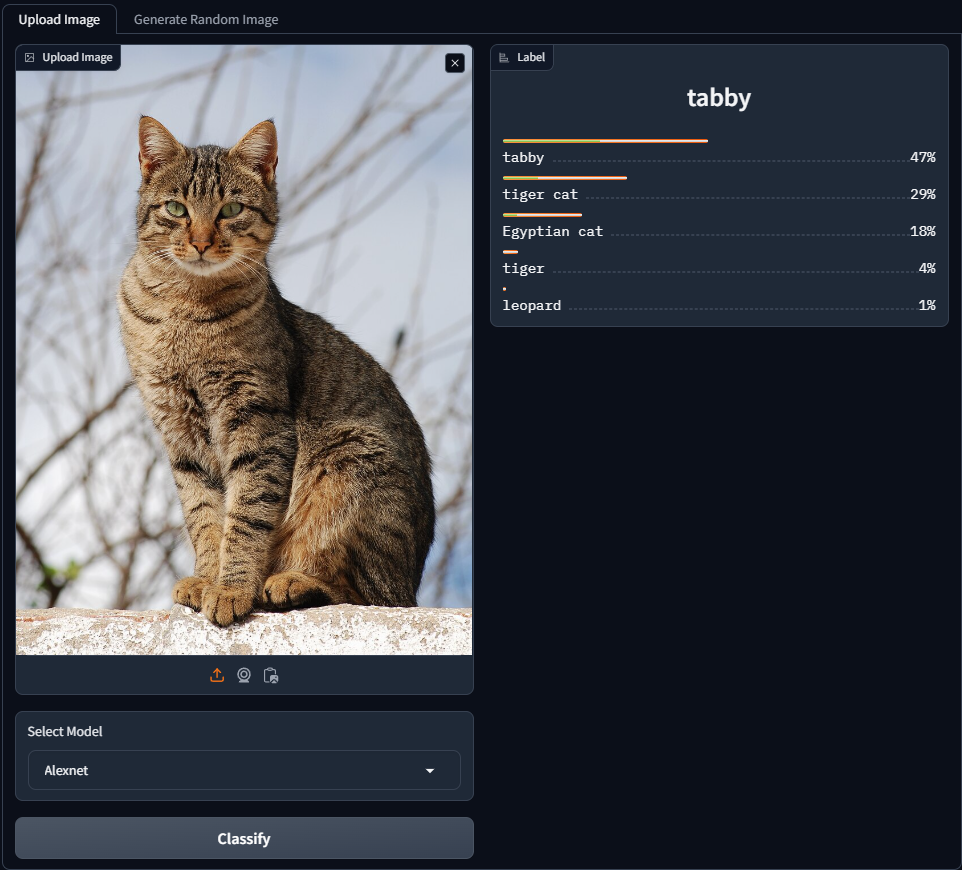 Upload Image
Generate Random Image
Upload Image
Label
tabby
tabby 47%
tiger cat 29%
Egyptian cat 18%
tiger 4%
leopard 1%
Select Model
Alexnet
Classify